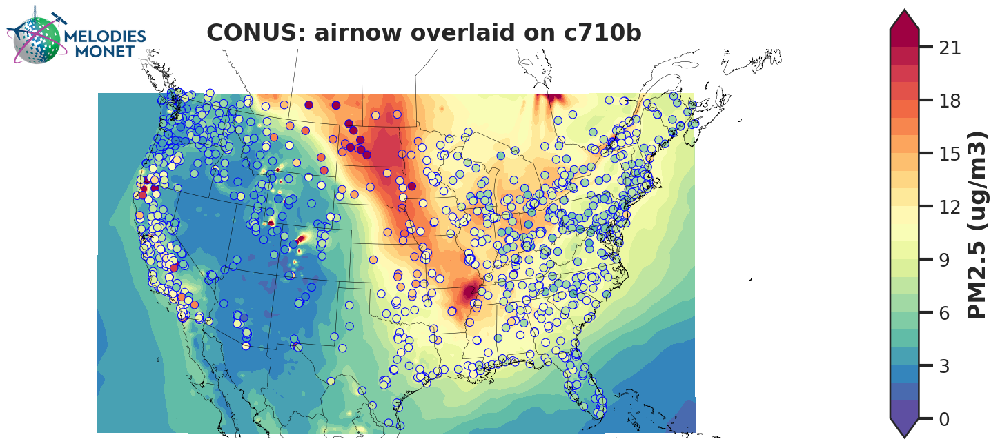 MELODIES
MONET
CONUS: airnow overlaid on c710b
21
18
15
12
9
6
3
0
PM2.5 (ug/m3)